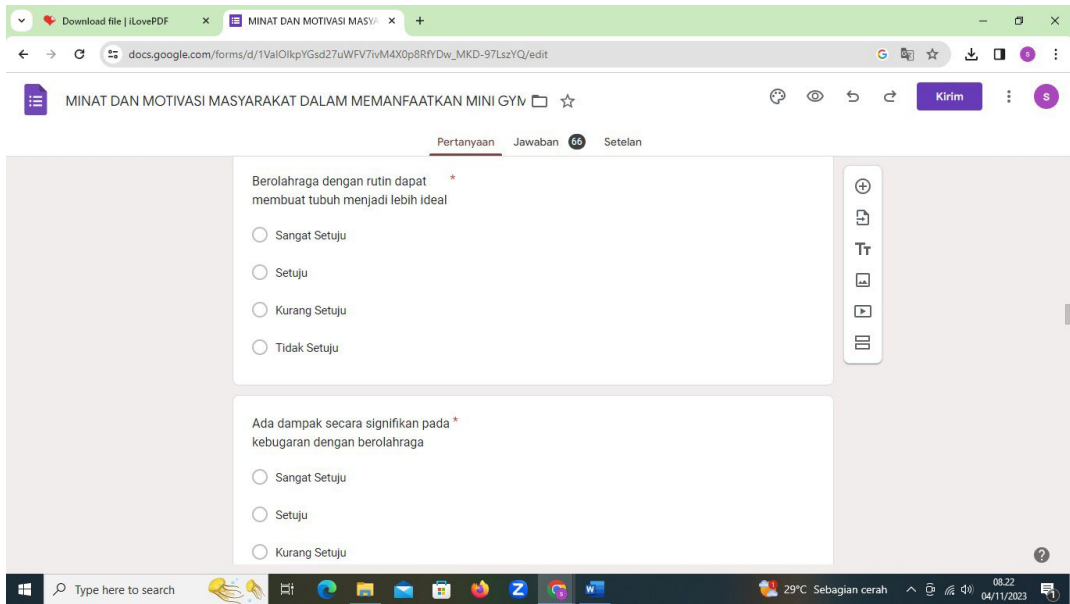 Download file | iLovePDF
MINAT DAN MOTIVASI MASYA
docs.google.com/forms/d/1ValOlkpYGsd27uWFV7ivM4X0p8RfYDw_MKD-97LszYQ/edit
MINAT DAN MOTIVASI MASYARAKAT DALAM MEMANFAATKAN MINI GYM
Kirim
S
Pertanyaan Jawaban 66 Setelan
Berolahraga dengan rutin dapat *
membuat tubuh menjadi lebih ideal
Sangat Setuju
Setuju
Kurang Setuju
Tidak Setuju
Tт
Ada dampak secara signifikan pada *
kebugaran dengan berolahraga
Sangat Setuju
Setuju
Kurang Setuju
Type here to search
29°C Sebagian cerah
08.22
04/11/2023